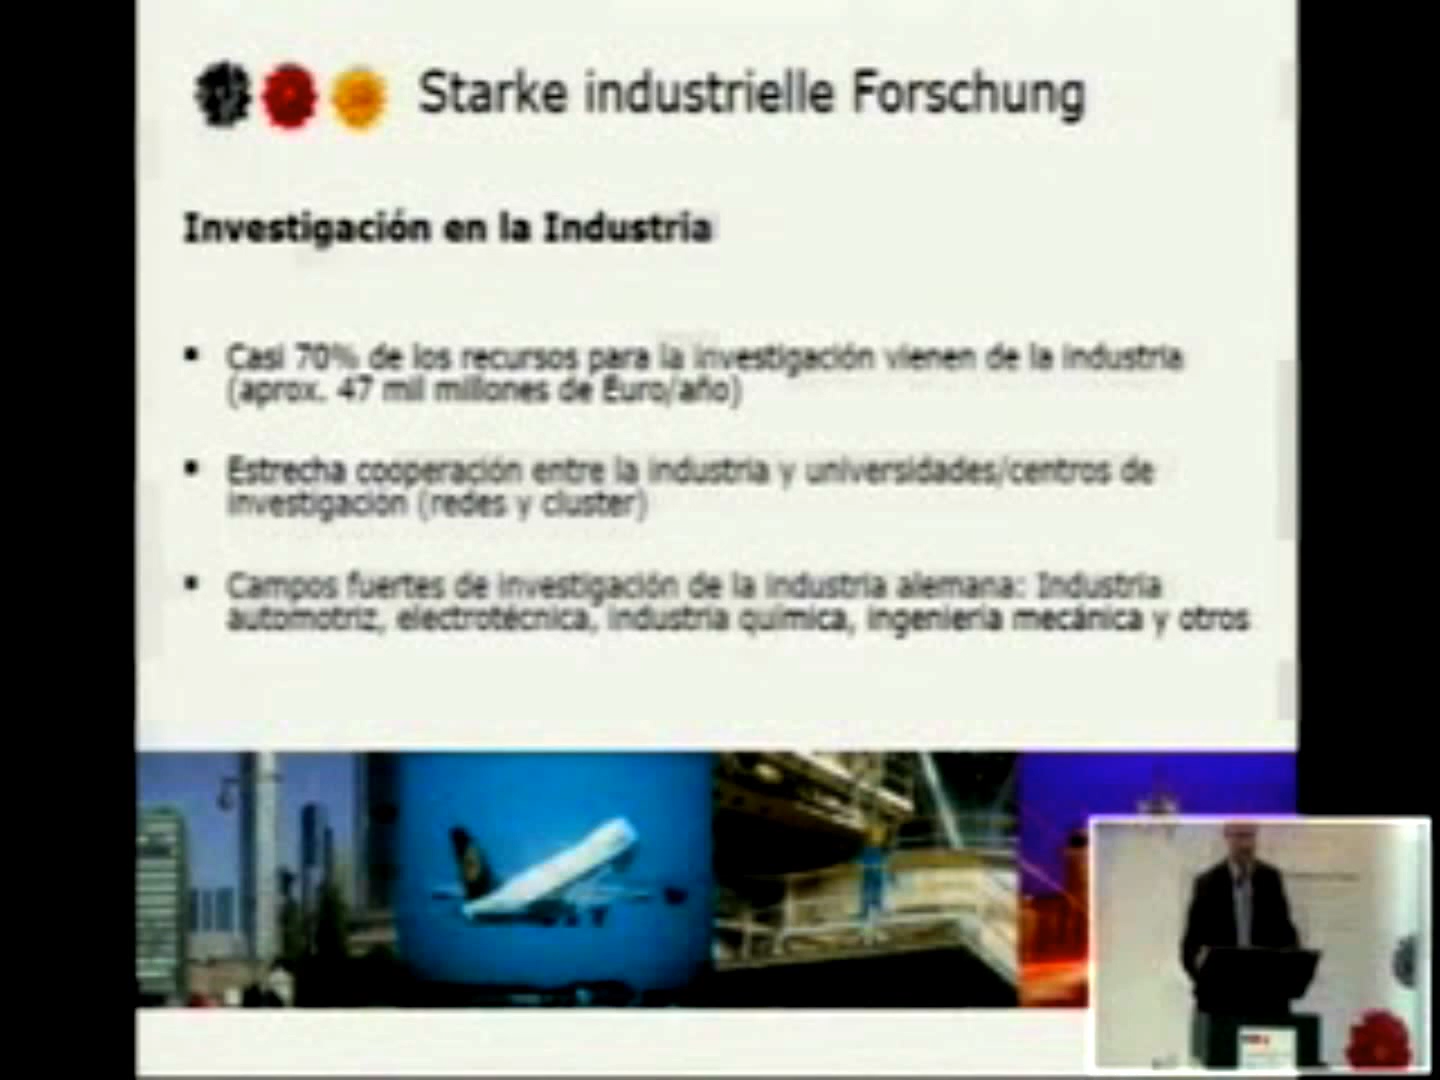 Starke industrielle Forschung
Investigación en la Industria
▪ Casi 70% de los recursos para la investigación vienen de la industria
(aprox. 47 mil millones de Euro/año)
▪ Estrecha cooperación entre la industria y universidades/centros de
investigación (redes y cluster)
▪ Campos fuertes de investigación de la industria alemana: Industria
automotriz, electrotécnica, industria química, ingeniería mecánica y otros